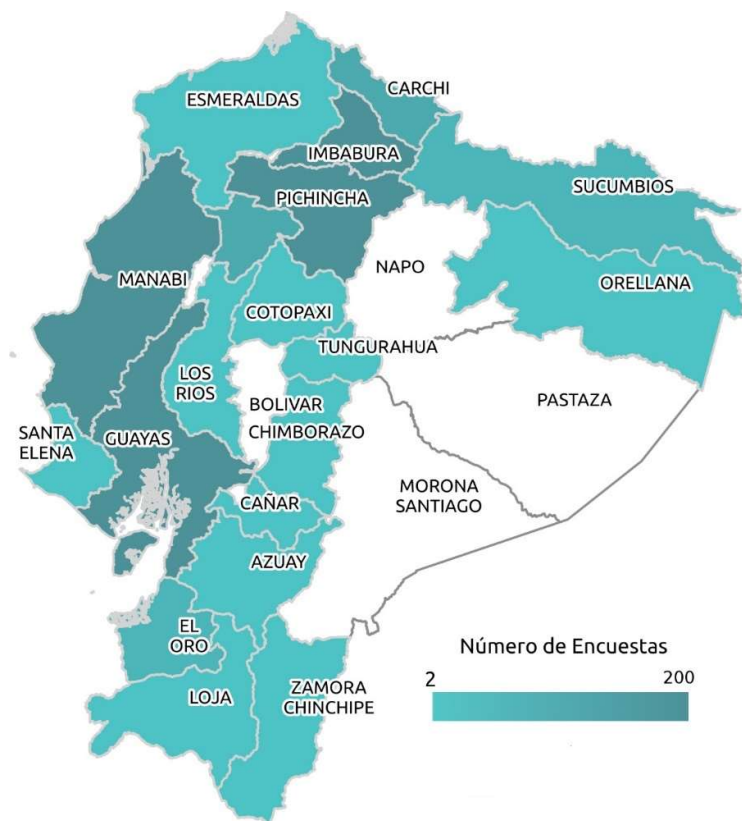 ESMERALDAS
CARCHI
IMBABURA
SUCUMBIOS
PICHINCHA
NAPO
MANABI
ORELLANA
COTOPAXI
TUNGURAHUA
LOS
RIOS
PASTAZA
BOLIVAR
SANTA
ELENA
GUAYAS
CHIMBORAZO
MORONA
SANTIAGO
CAÑAR
AZUAY
EL
ORO
Número de Encuestas
2
200
LOJA
ZAMORA
CHINCHIPE